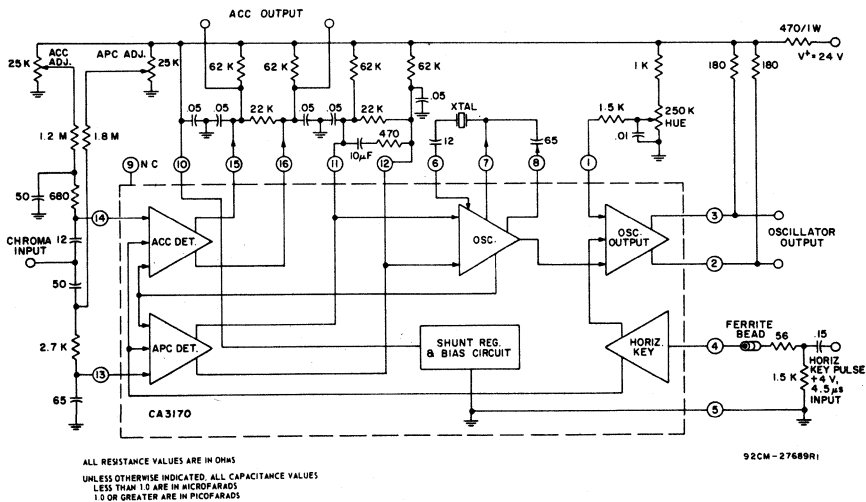 ACC OUTPUT
ACC
ADJ.
APC ADJ.
25K
25K
62 K
62 K
62K
62 K
470/1W
V+ = 24 V
1 K
180
180
.05
.05
22 K
.05
.05
22K
.05
XTAL
1.5 K
250K
HUE
.01
1.2 M
1.8M
10μF
470
12
65
9 NC
10
15
16
11
12
6
7
8
1
50
680
14
CHROMA
INPUT
12
50
2.7 K
13
65
ACC DET.
APC DET.
OSC.
OSC.
OUTPUT
3
2
OSCILLATOR
OUTPUT
SHUNT REG.
& BIAS CIRCUIT
HORIZ.
KEY
4
FERRITE
BEAD
56
.15
1.5 K
HORIZ
KEY PULSE
+4 V,
4.5μs
INPUT
5
CA3170
92CM-27689R1
ALL RESISTANCE VALUES ARE IN OHMS
UNLESS OTHERWISE INDICATED, ALL CAPACITANCE VALUES
LESS THAN 1.0 ARE IN MICROFARADS
1.0 OR GREATER ARE IN PICOFARADS